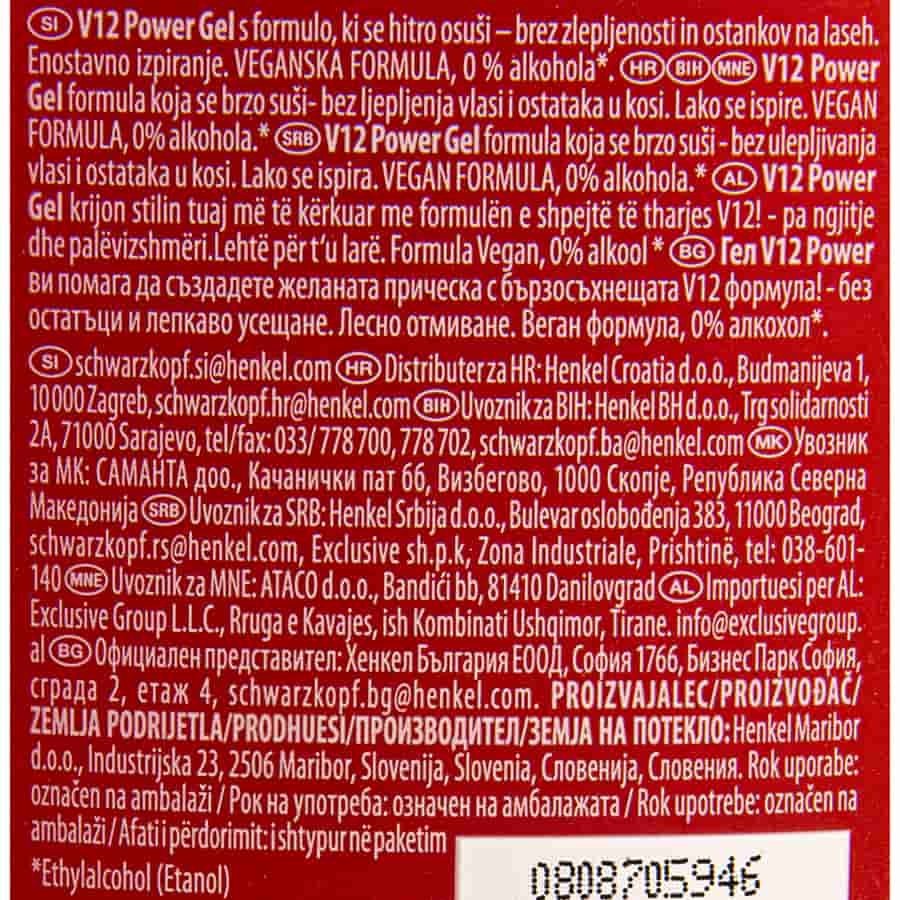 SI V12 Power Gel s formulo, ki se hitro osuši – brez zlepljenosti in ostankov na laseh.
Enostavno izpiranje. VEGANSKA FORMULA, 0 % alkohola*. HR BIH MNE V12 Power
Gel formula koja se brzo suši- bez ljepljenja vlasi i ostataka u kosi. Lako se ispire. VEGAN
FORMULA, 0% alkohola.* SRB V12 Power Gel formula koja se brzo suši - bez ulepljivanja
vlasi i ostataka u kosi. Lako se ispira. VEGAN FORMULA, 0% alkohola.* AL V12 Power
Gel krijon stilin tuaj më të kërkuar me formulën e shpejtë të tharjes V12! - pa ngjitje
dhe palëvizshmëri.Lehtë për t'u larë. Formula Vegan, 0% alkool * BG Гел V12 Power
ви помага да създадете желаната прическа с бързосъхнещата V12 формула! - без
остатъци и лепкаво усещане. Лесно отмиване. Веган формула, 0% алкохол*.
SI schwarzkopf.si@henkel.com HR Distributer za HR: Henkel Croatia d.o.o., Budmanijeva 1,
10 000 Zagreb, schwarzkopf.hr@henkel.com BIH Uvoznik za BIH: Henkel BH d.o.o., Trg solidarnosti
2A, 71000 Sarajevo, tel/fax: 033/ 778 700, 778 702, schwarzkopf.ba@henkel.com MK Увозник
за МК: САМАНТА доо., Качанички пат бб, Визбегово, 1000 Скопје, Република Северна
Македонија SRB Uvoznik za SRB: Henkel Srbija d.o.o., Bulevar oslobođenja 383, 11000 Beograd,
schwarzkopf.rs@henkel.com, Exclusive sh.p.k, Zona Industriale, Prishtinë, tel: 038-601-
140 MNE Uvoznik za MNE: ATACO d.o.o., Bandići bb, 81410 Danilovgrad AL Importuesi per AL:
Exclusive Group L.L.C., Rruga e Kavajes, ish Kombinati Ushqimor, Tirane. info@exclusivegroup.
al BG Официален представител: Хенкел България ЕООД, София 1766, Бизнес Парк София,
сграда 2, етаж 4, schwarzkopf.bg@henkel.com. PROIZVAJALEC/PROIZVOĐAČ/
ZEMLJA PODRIJETLA/PRODHUESI/ПРОИЗВОДИТЕЛ/ЗЕМЈА НА ПОТЕКЛО: Henkel Maribor
d.o.o., Industrijska 23, 2506 Maribor, Slovenija, Slovenia, Словенија, Словения. Rok uporabe:
označen na ambalaži / Рок на употреба: означен на амбалажата / Rok upotrebe: označen na
ambalaži / Afati i përdorimit: i shtypur në paketim
*Ethylalcohol (Etanol)
0808705946